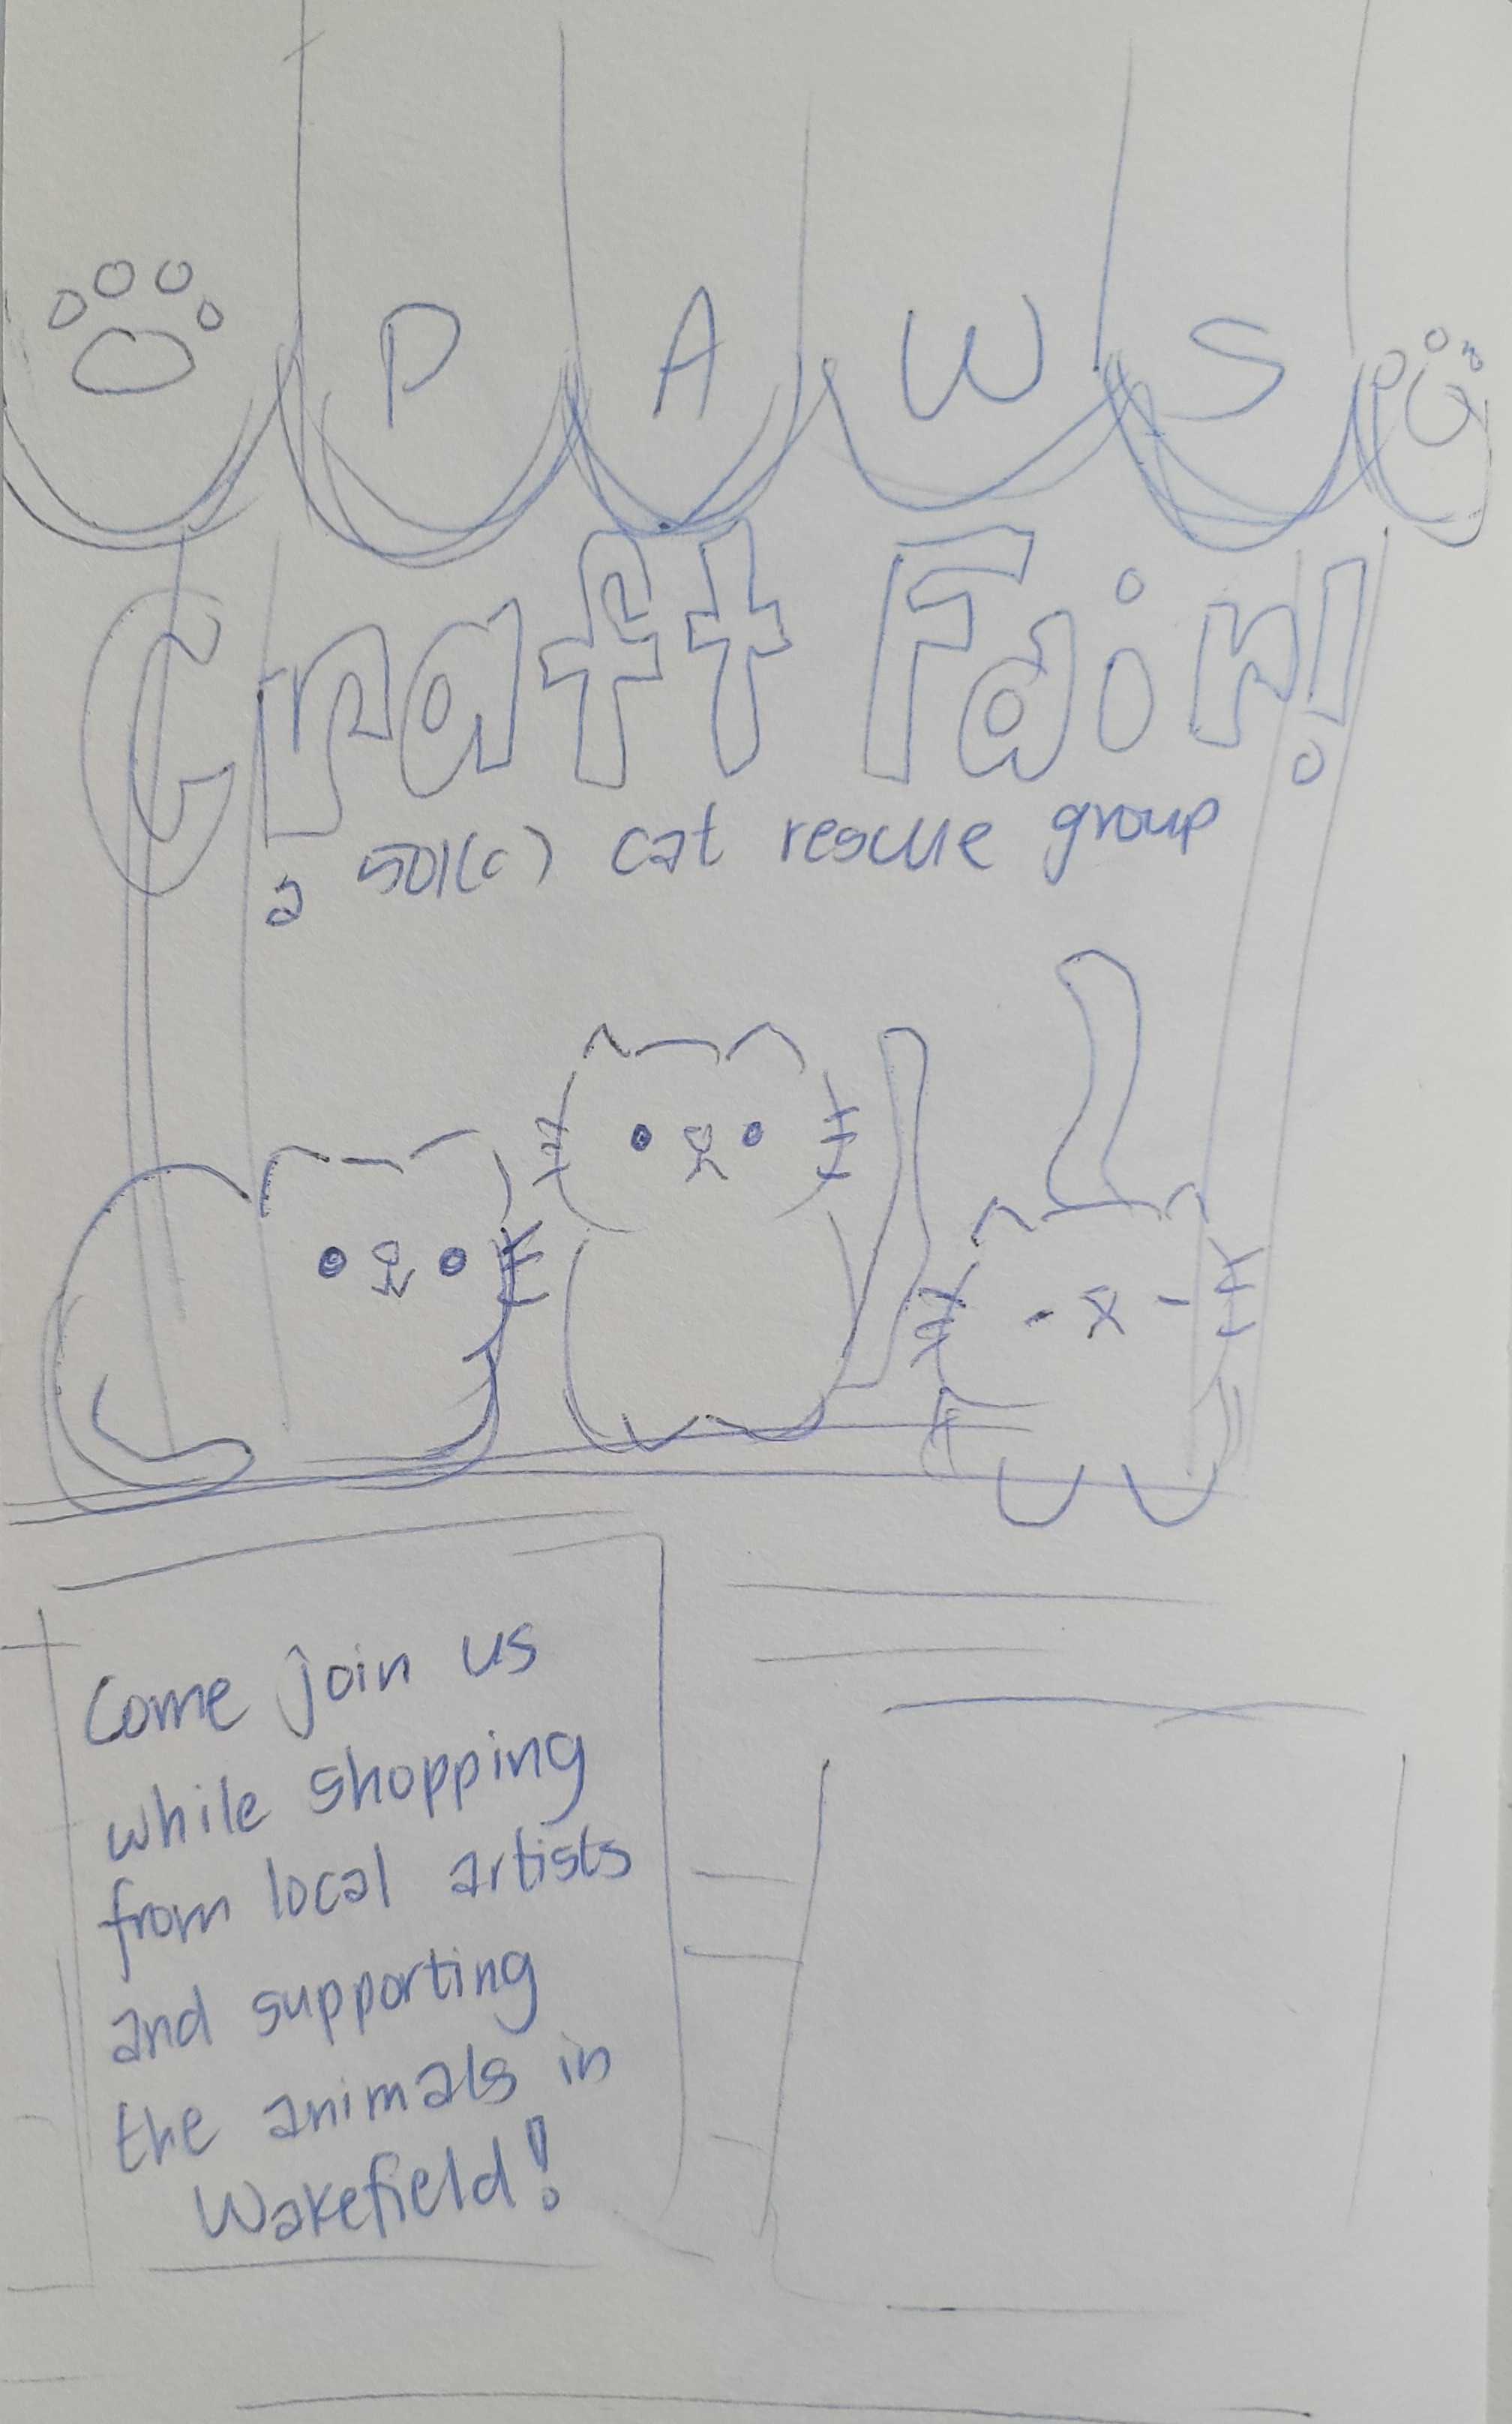 PAWS
Craft Fair!
a 501(c) cat rescue group
Come join us
while shopping
from local artists
and supporting
the animals in
Wakefield!